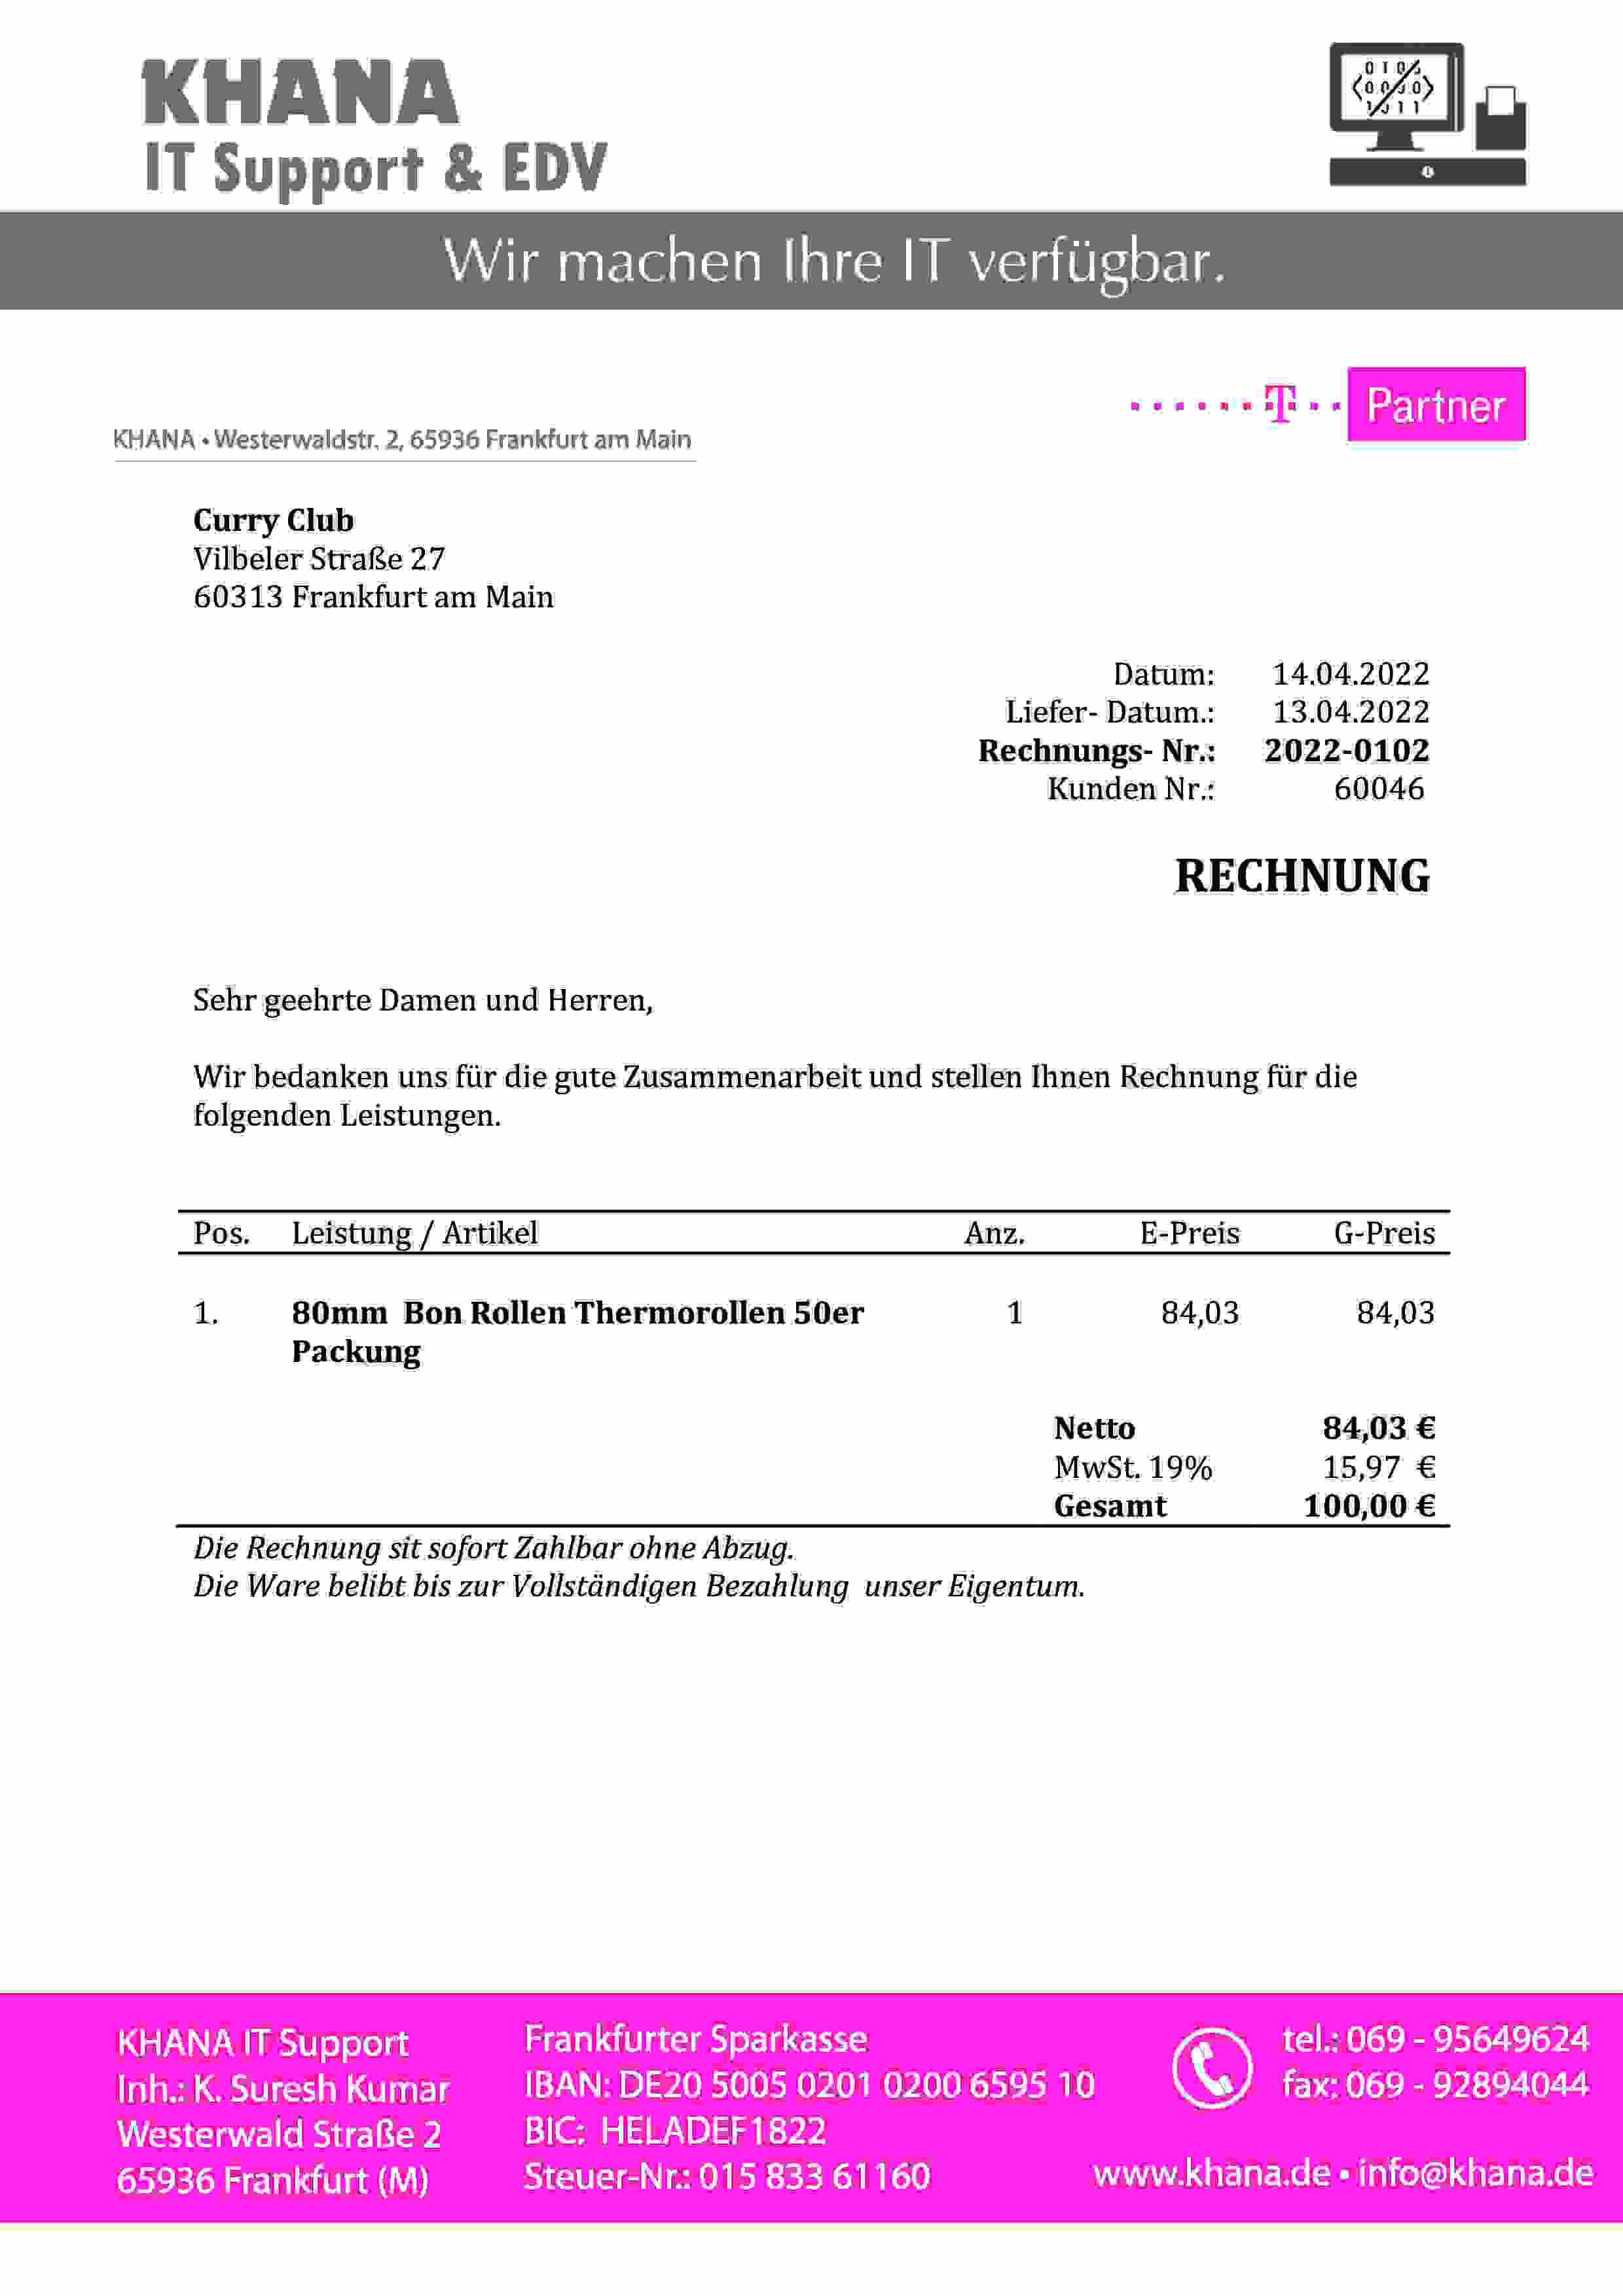 KHANA
IT Support & EDV
Wir machen Ihre IT verfügbar.
T Partner
KHANA • Westerwaldstr. 2, 65936 Frankfurt am Main
Curry Club
Vilbeler Straße 27
60313 Frankfurt am Main
Datum: 14.04.2022
Liefer- Datum.: 13.04.2022
Rechnungs- Nr.: 2022-0102
Kunden Nr.: 60046
RECHNUNG
Sehr geehrte Damen und Herren,
Wir bedanken uns für die gute Zusammenarbeit und stellen Ihnen Rechnung für die
folgenden Leistungen.
Pos. Leistung / Artikel Anz. E-Preis G-Preis
1. 80mm Bon Rollen Thermorollen 50er 1 84,03 84,03
Packung
Netto 84,03 €
MwSt. 19% 15,97 €
Gesamt 100,00 €
Die Rechnung sit sofort Zahlbar ohne Abzug.
Die Ware belibt bis zur Vollständigen Bezahlung unser Eigentum.
KHANA IT Support
Inh.: K. Suresh Kumar
Westerwald Straße 2
65936 Frankfurt (M)
Frankfurter Sparkasse
IBAN: DE20 5005 0201 0200 6595 10
BIC: HELADEF1822
Steuer-Nr.: 015 833 61160
tel.: 069 - 95649624
fax: 069 - 92894044
www.khana.de • info@khana.de